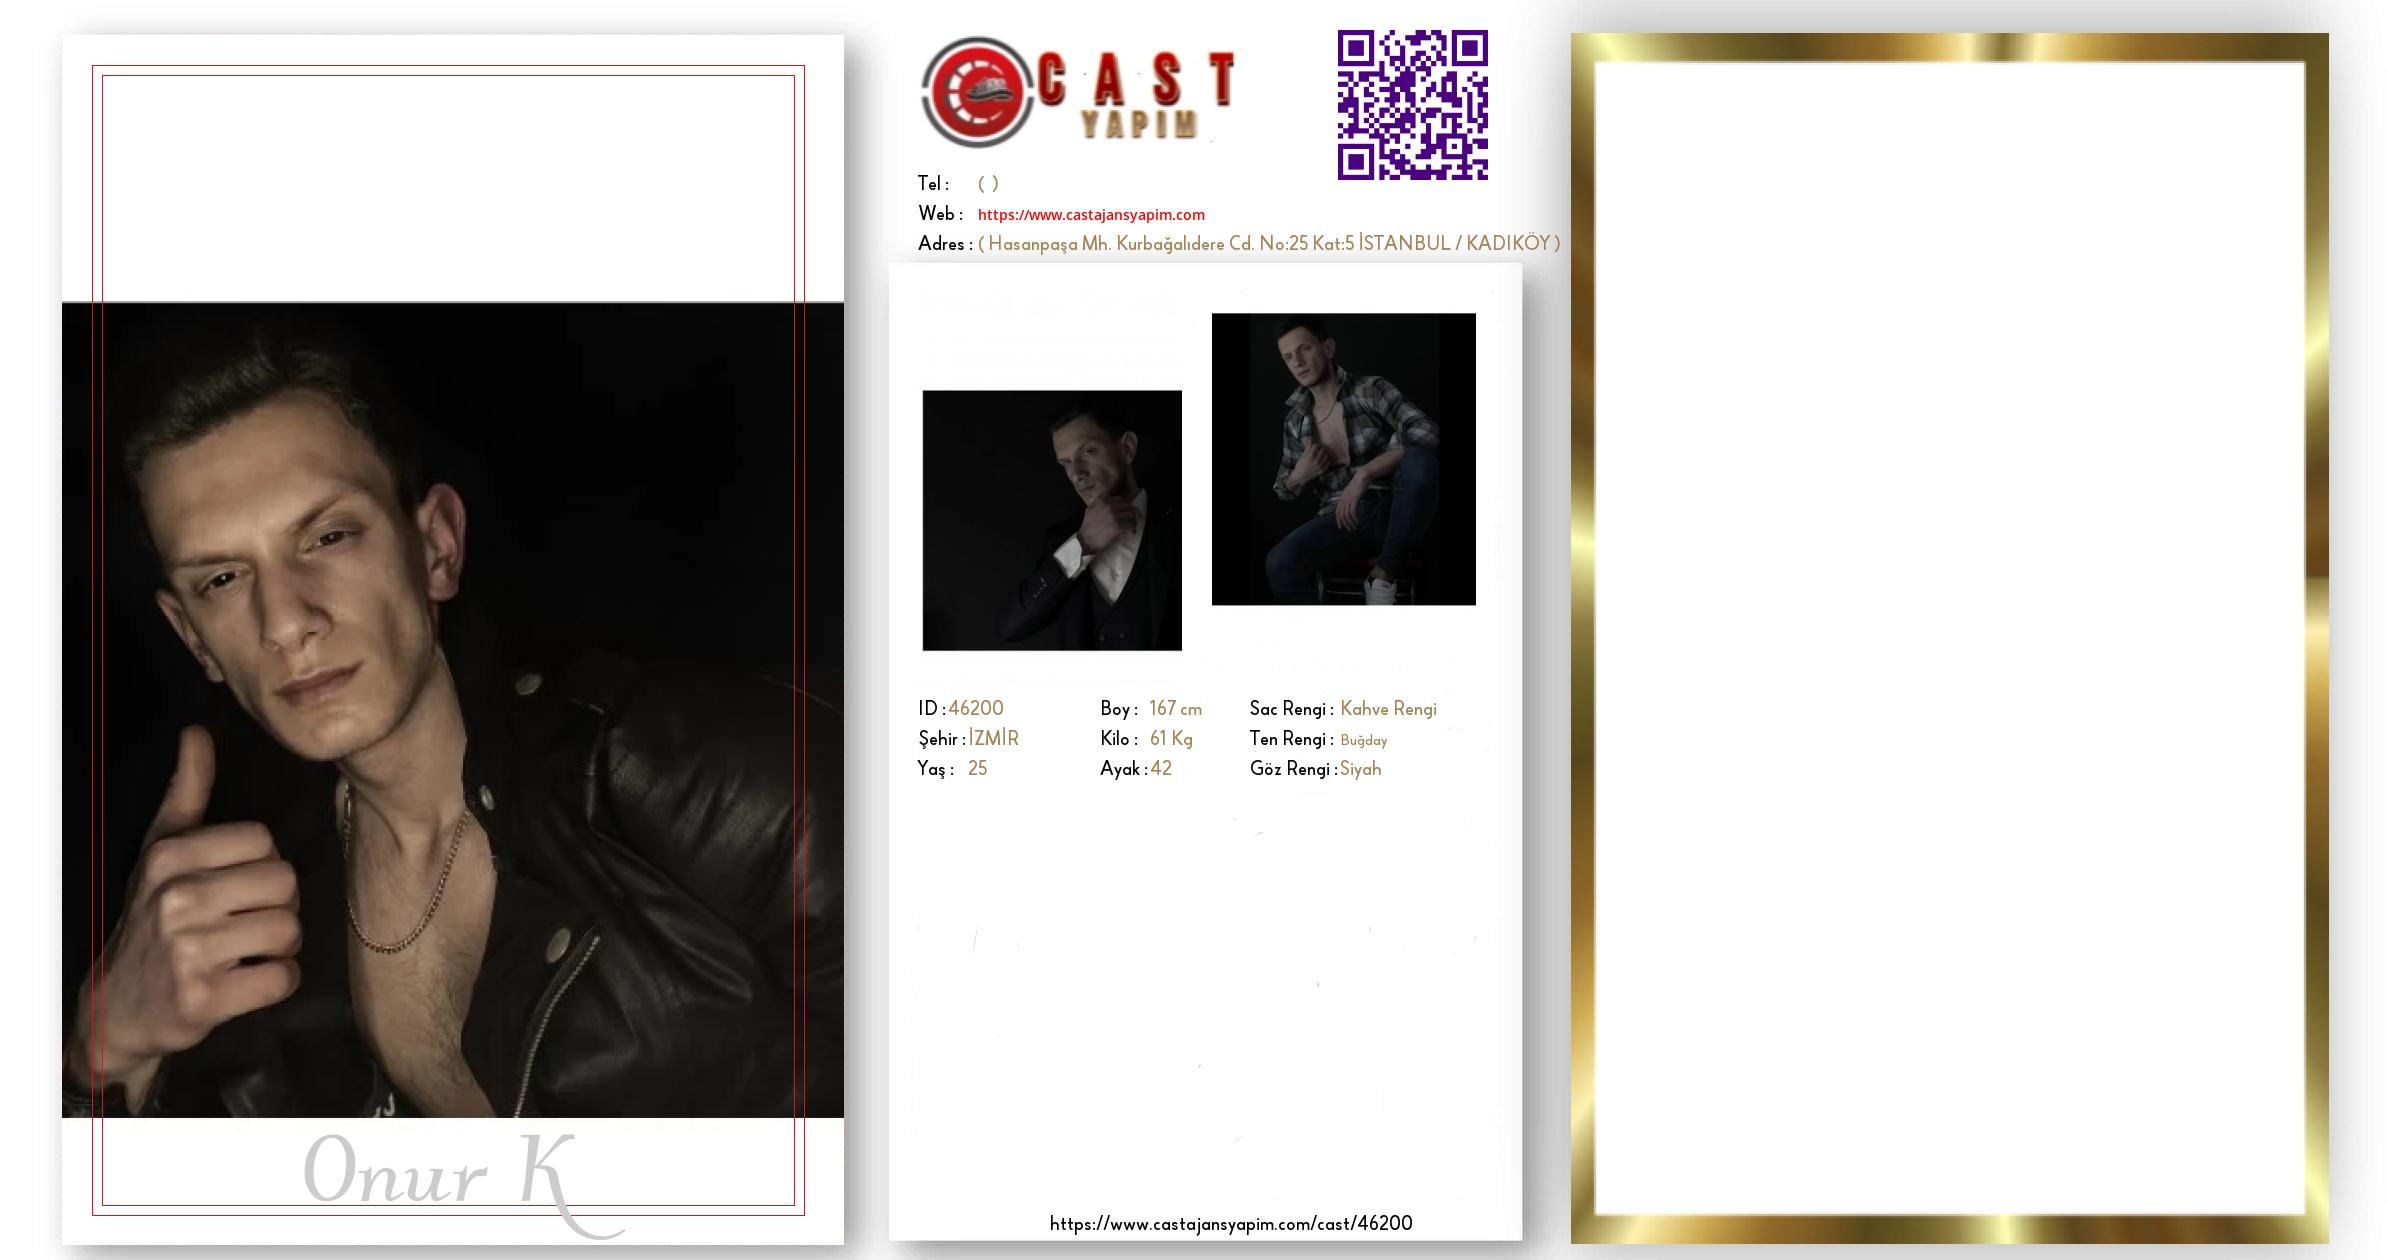 Onur K
CAST
YAPIM
Tel : ( )
Web : https://www.castajansyapim.com
Adres : ( Hasanpaşa Mh. Kurbağalıdere Cd. No:25 Kat:5 İSTANBUL / KADIKÖY )
ID : 46200 Boy : 167 cm Sac Rengi : Kahve Rengi
Şehir : İZMİR Kilo : 61 Kg Ten Rengi : Buğday
Yaş : 25 Ayak : 42 Göz Rengi : Siyah
https://www.castajansyapim.com/cast/46200